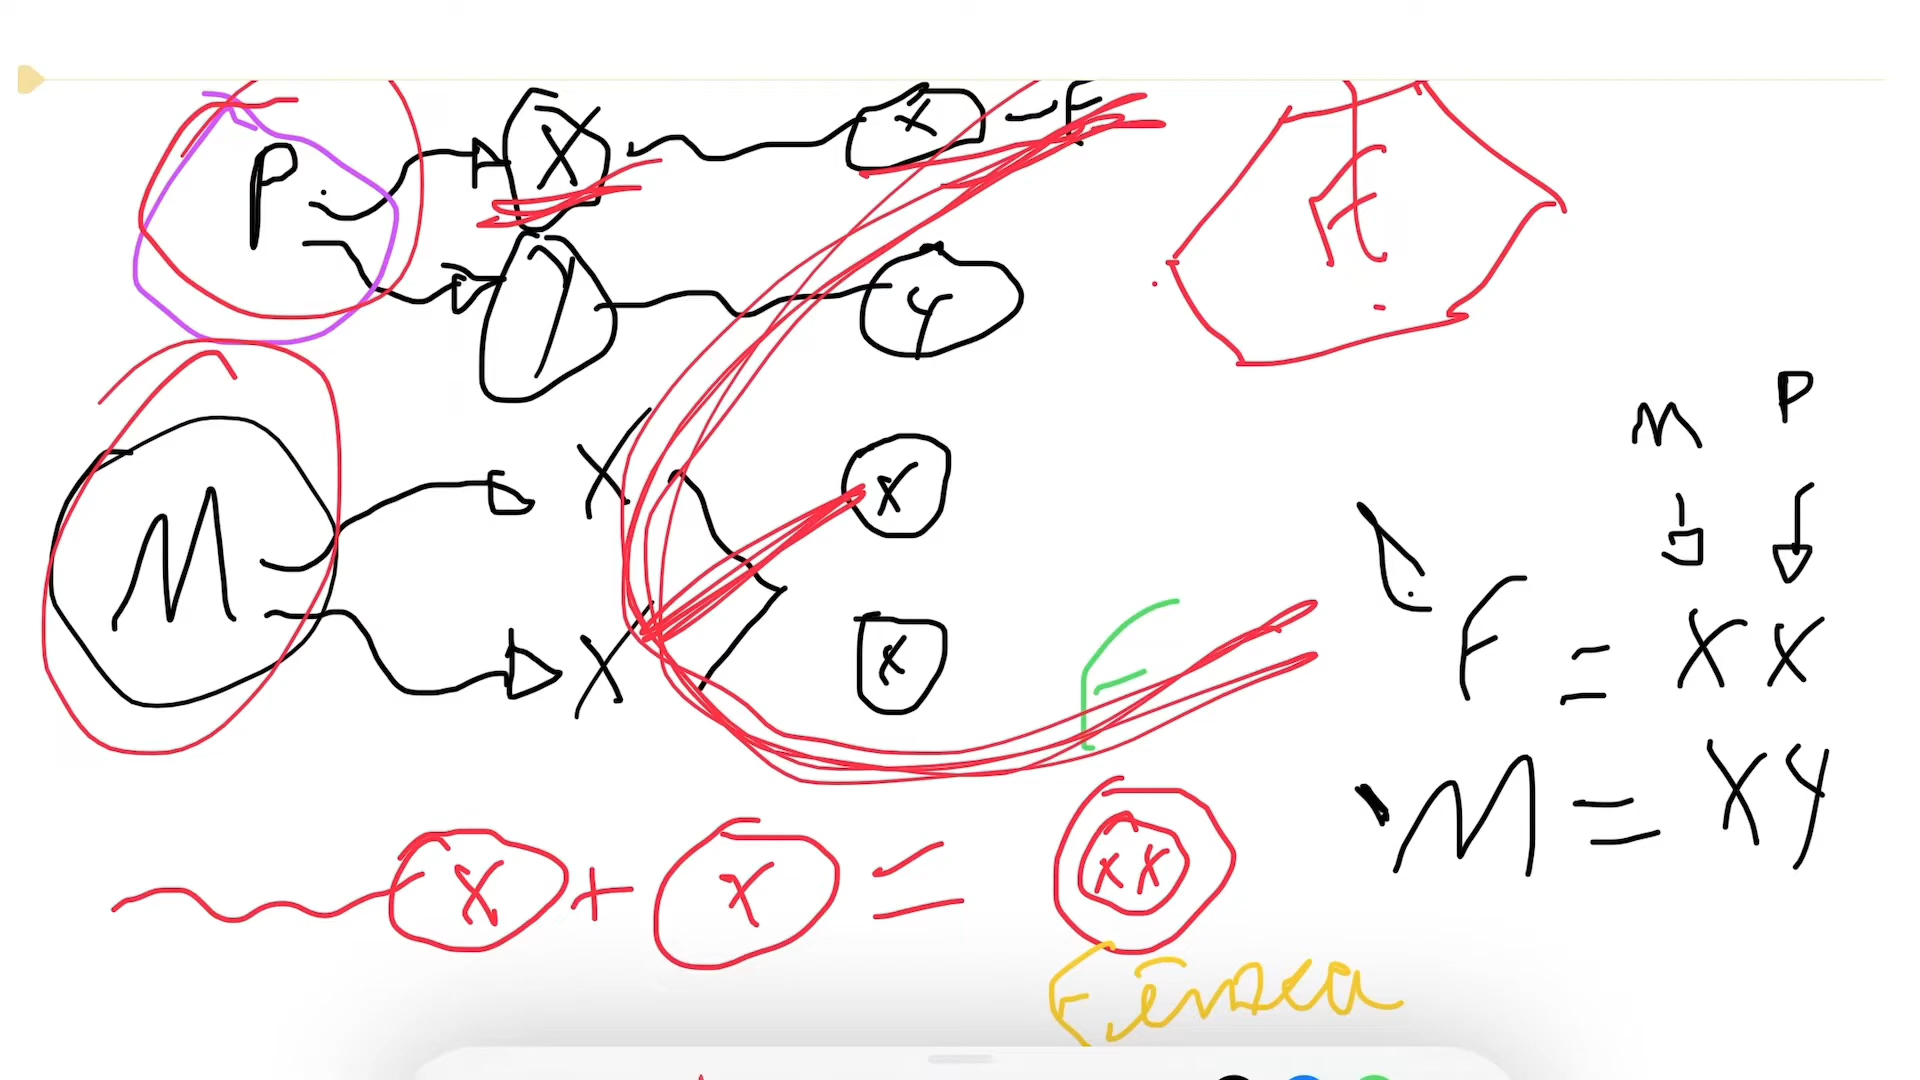 P X X - F
Y Y
F
M X X
X X
F
M P
F = XX
M = XY
X + X = XX
Fêmea